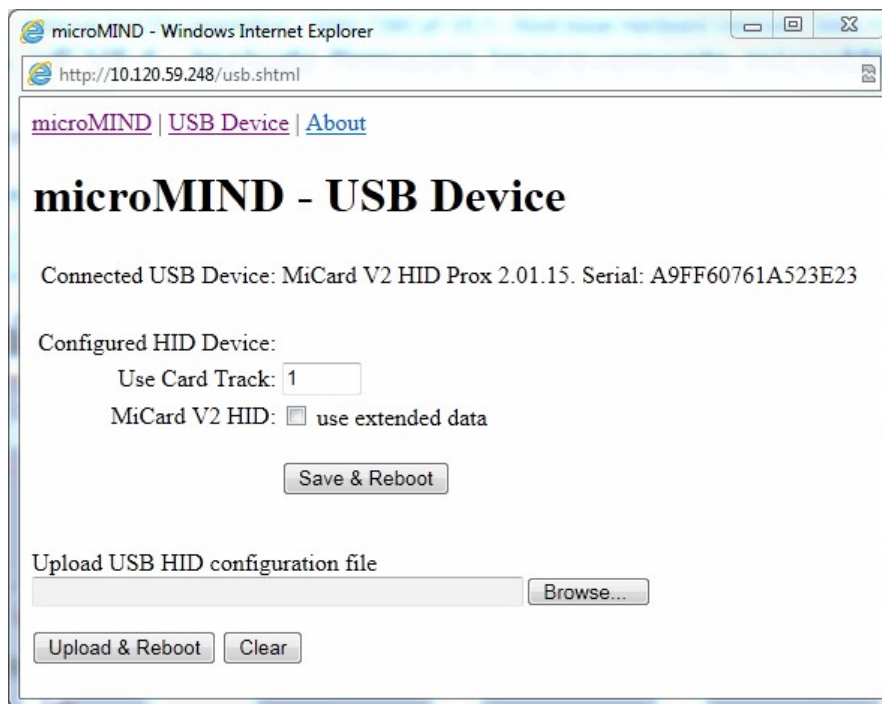 microMIND - Windows Internet Explorer
http://10.120.59.248/usb.shtml
microMIND | USB Device | About
microMIND - USB Device
Connected USB Device: MiCard V2 HID Prox 2.01.15. Serial: A9FF60761A523E23
Configured HID Device:
Use Card Track: 1
MiCard V2 HID: use extended data
Save & Reboot
Upload USB HID configuration file
Browse...
Upload & Reboot Clear